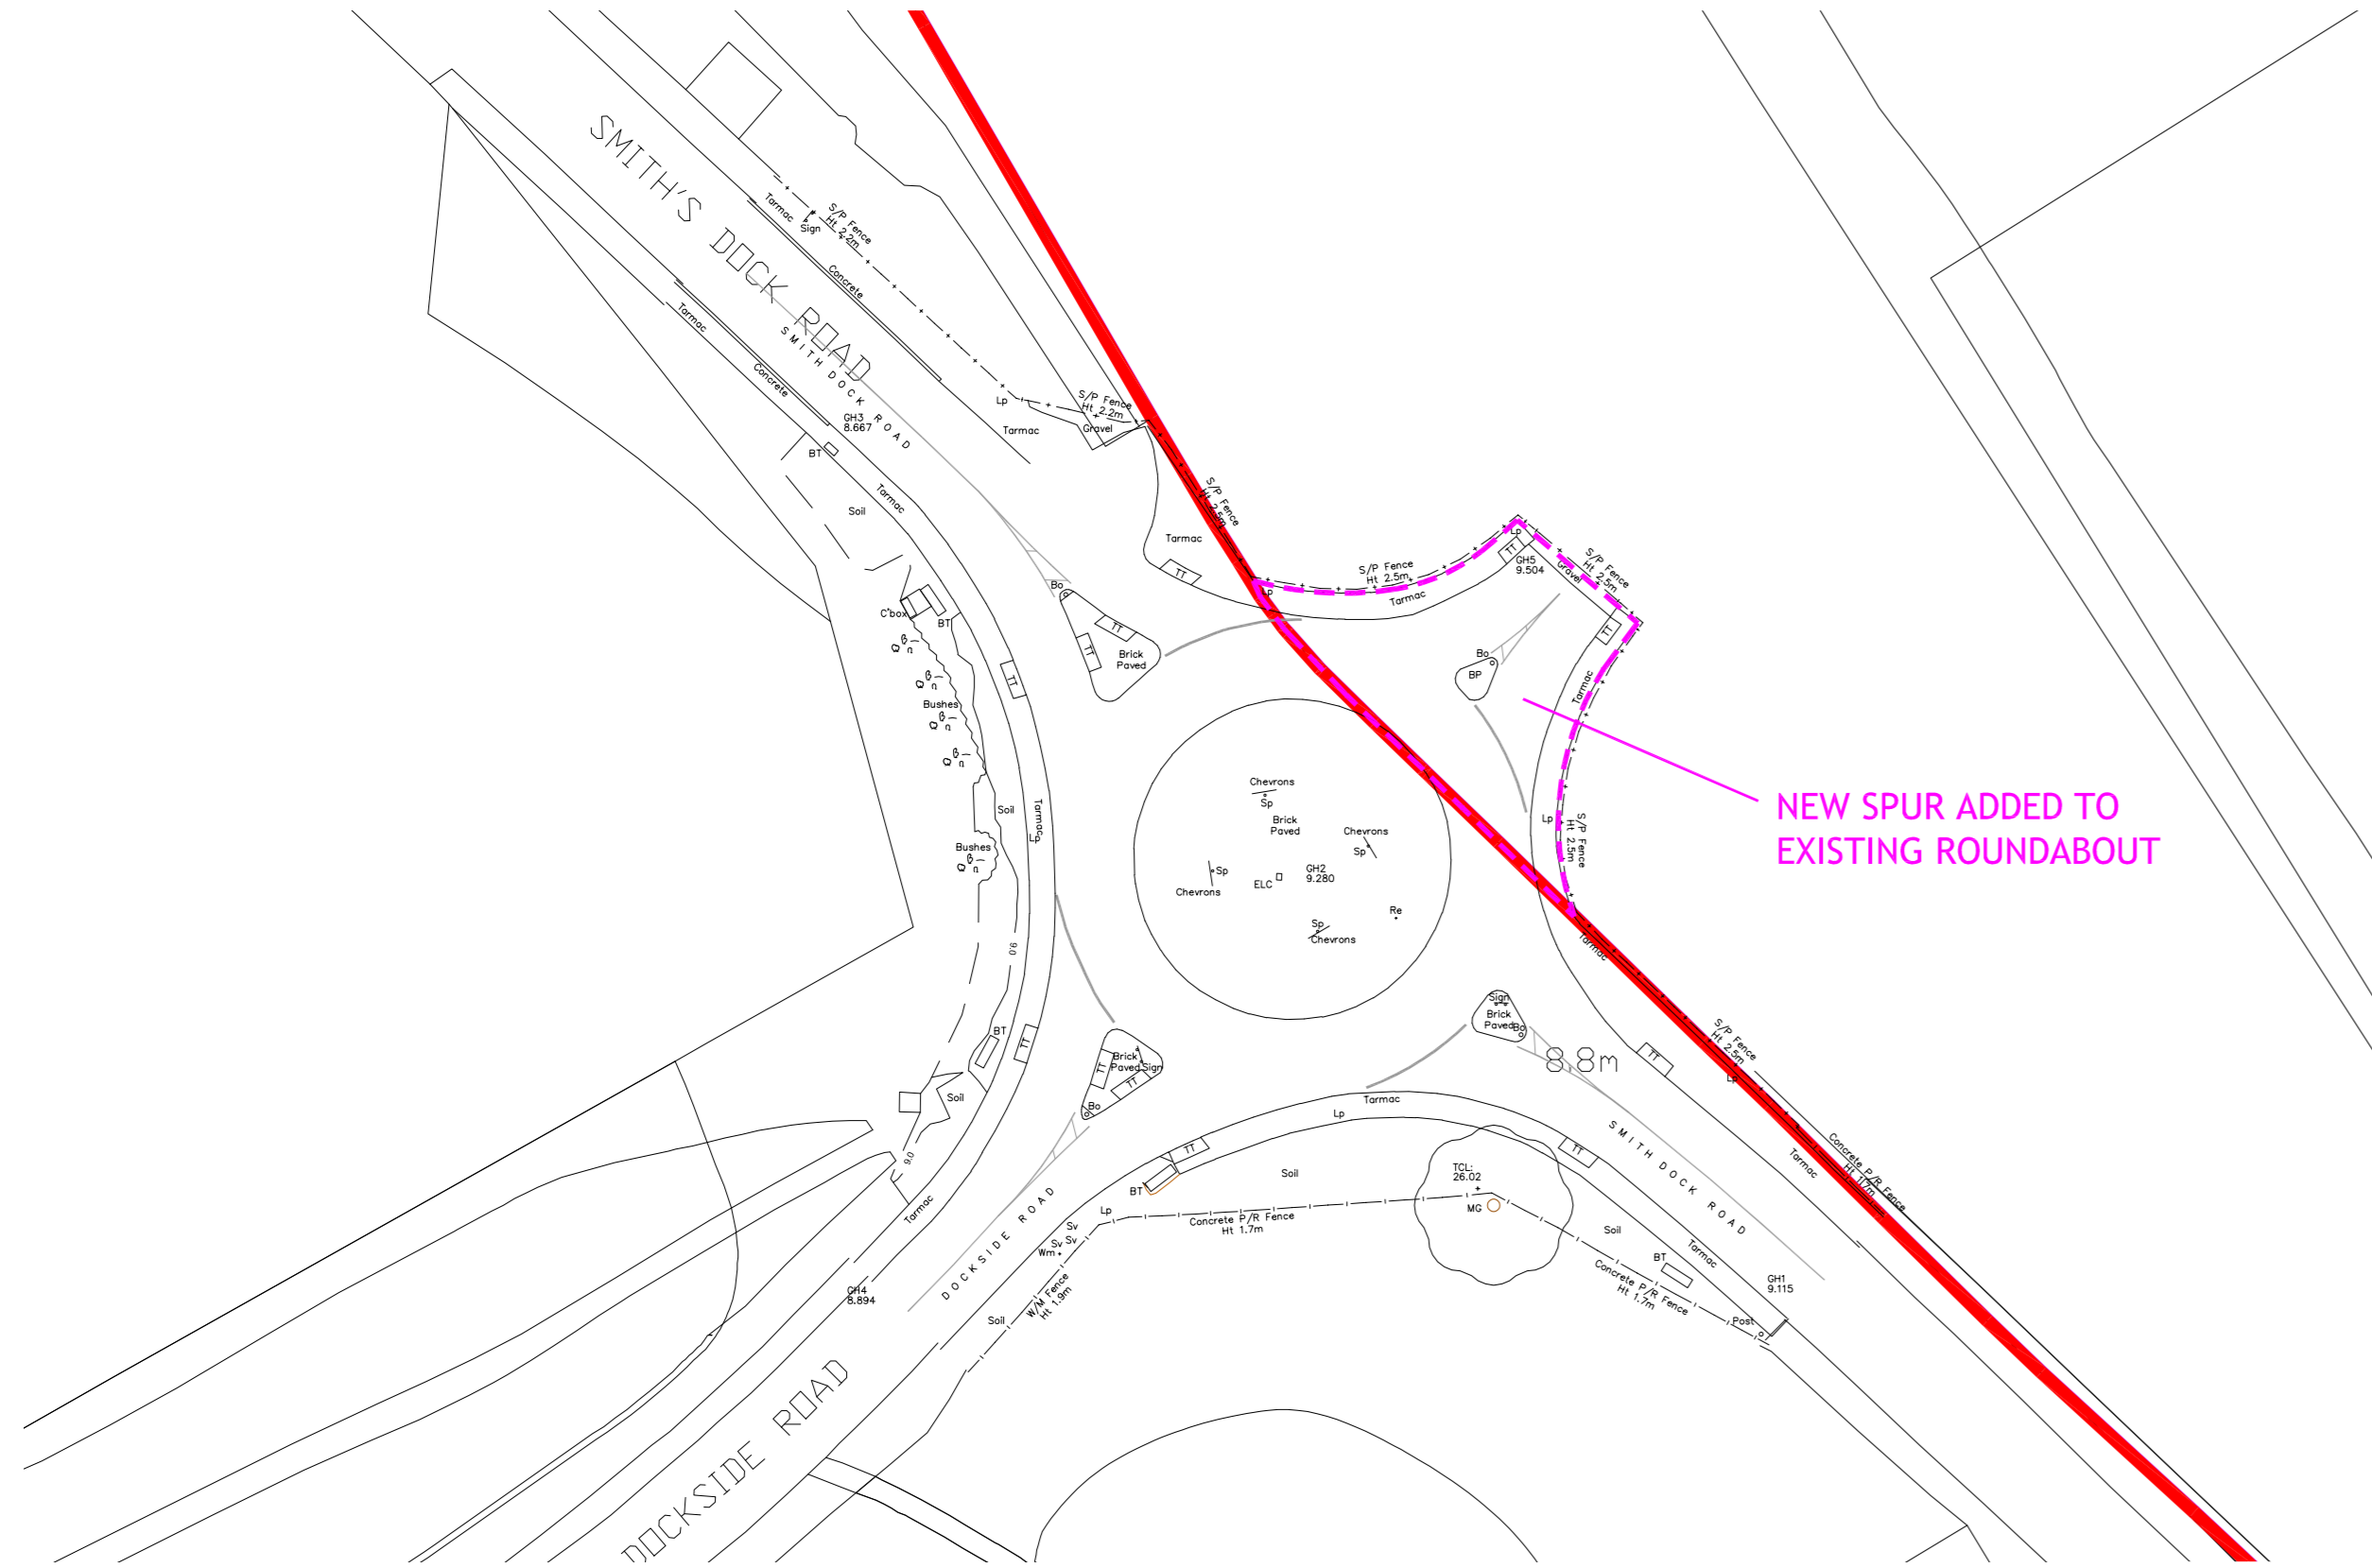 SMITH'S DOCK ROAD
Tarmac
Sign
S/P Fence
Ht 2.2m
Concrete
Tarmac
Concrete
SMITH DOCK ROAD
GH3
8.667
BT
Lp
S/P Fence
Ht 2.2m
Gravel
Tarmac
Tarmac
Soil
S/P Fence
Ht 2.5m
Tarmac
TT
Lp
S/P Fence
Ht 2.5m
Tarmac
Lp
TT
GH5
9.504
Gravel
S/P Fence
Ht 2.5m
TT
C'box
BT
Bo
TT
TT
Brick
Paved
TT
Bushes
Bo
BP
Tarmac
NEW SPUR ADDED TO
EXISTING ROUNDABOUT
Chevrons
Sp
Brick
Paved
Chevrons
Sp
Sp
Chevrons
ELC
GH2
9.280
Re
Sp
Chevrons
Lp
S/P Fence
Ht 2.5m
Soil
Tarmac
Lp
Bushes
9.0
Tarmac
BT
TT
Brick
Paved
Sign
TT
TT
Bo
Soil
9.0
Tarmac
Sign
Brick
Paved
Bo
8.8m
TT
S/P Fence
Ht 2.5m
Lp
Tarmac
Lp
TT
BT
Soil
TCL:
26.02
MG
TT
SMITH DOCK ROAD
Concrete P/R Fence
Ht 1.7m
Tarmac
Lp
Sv
Sv
Sv
Wm
Concrete P/R Fence
Ht 1.7m
Soil
BT
Tarmac
Concrete P/R Fence
Ht 1.7m
GH1
9.115
Post
DOCKSIDE ROAD
W/M Fence
Ht 1.9m
Soil
GH4
8.894
DOCKSIDE ROAD